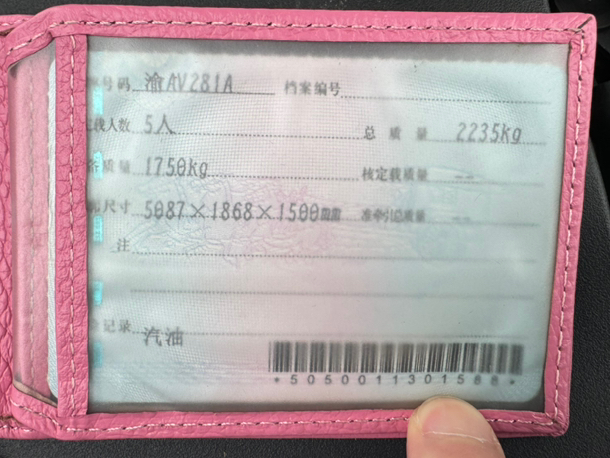 号码 渝AV281A 档案编号
载人数 5人 总质量 2235kg
质量 1750kg 核定载质量 --
尺寸 5087×1868×1500mm 准牵引总质量 --
注
记录 汽油
*5050011301588*